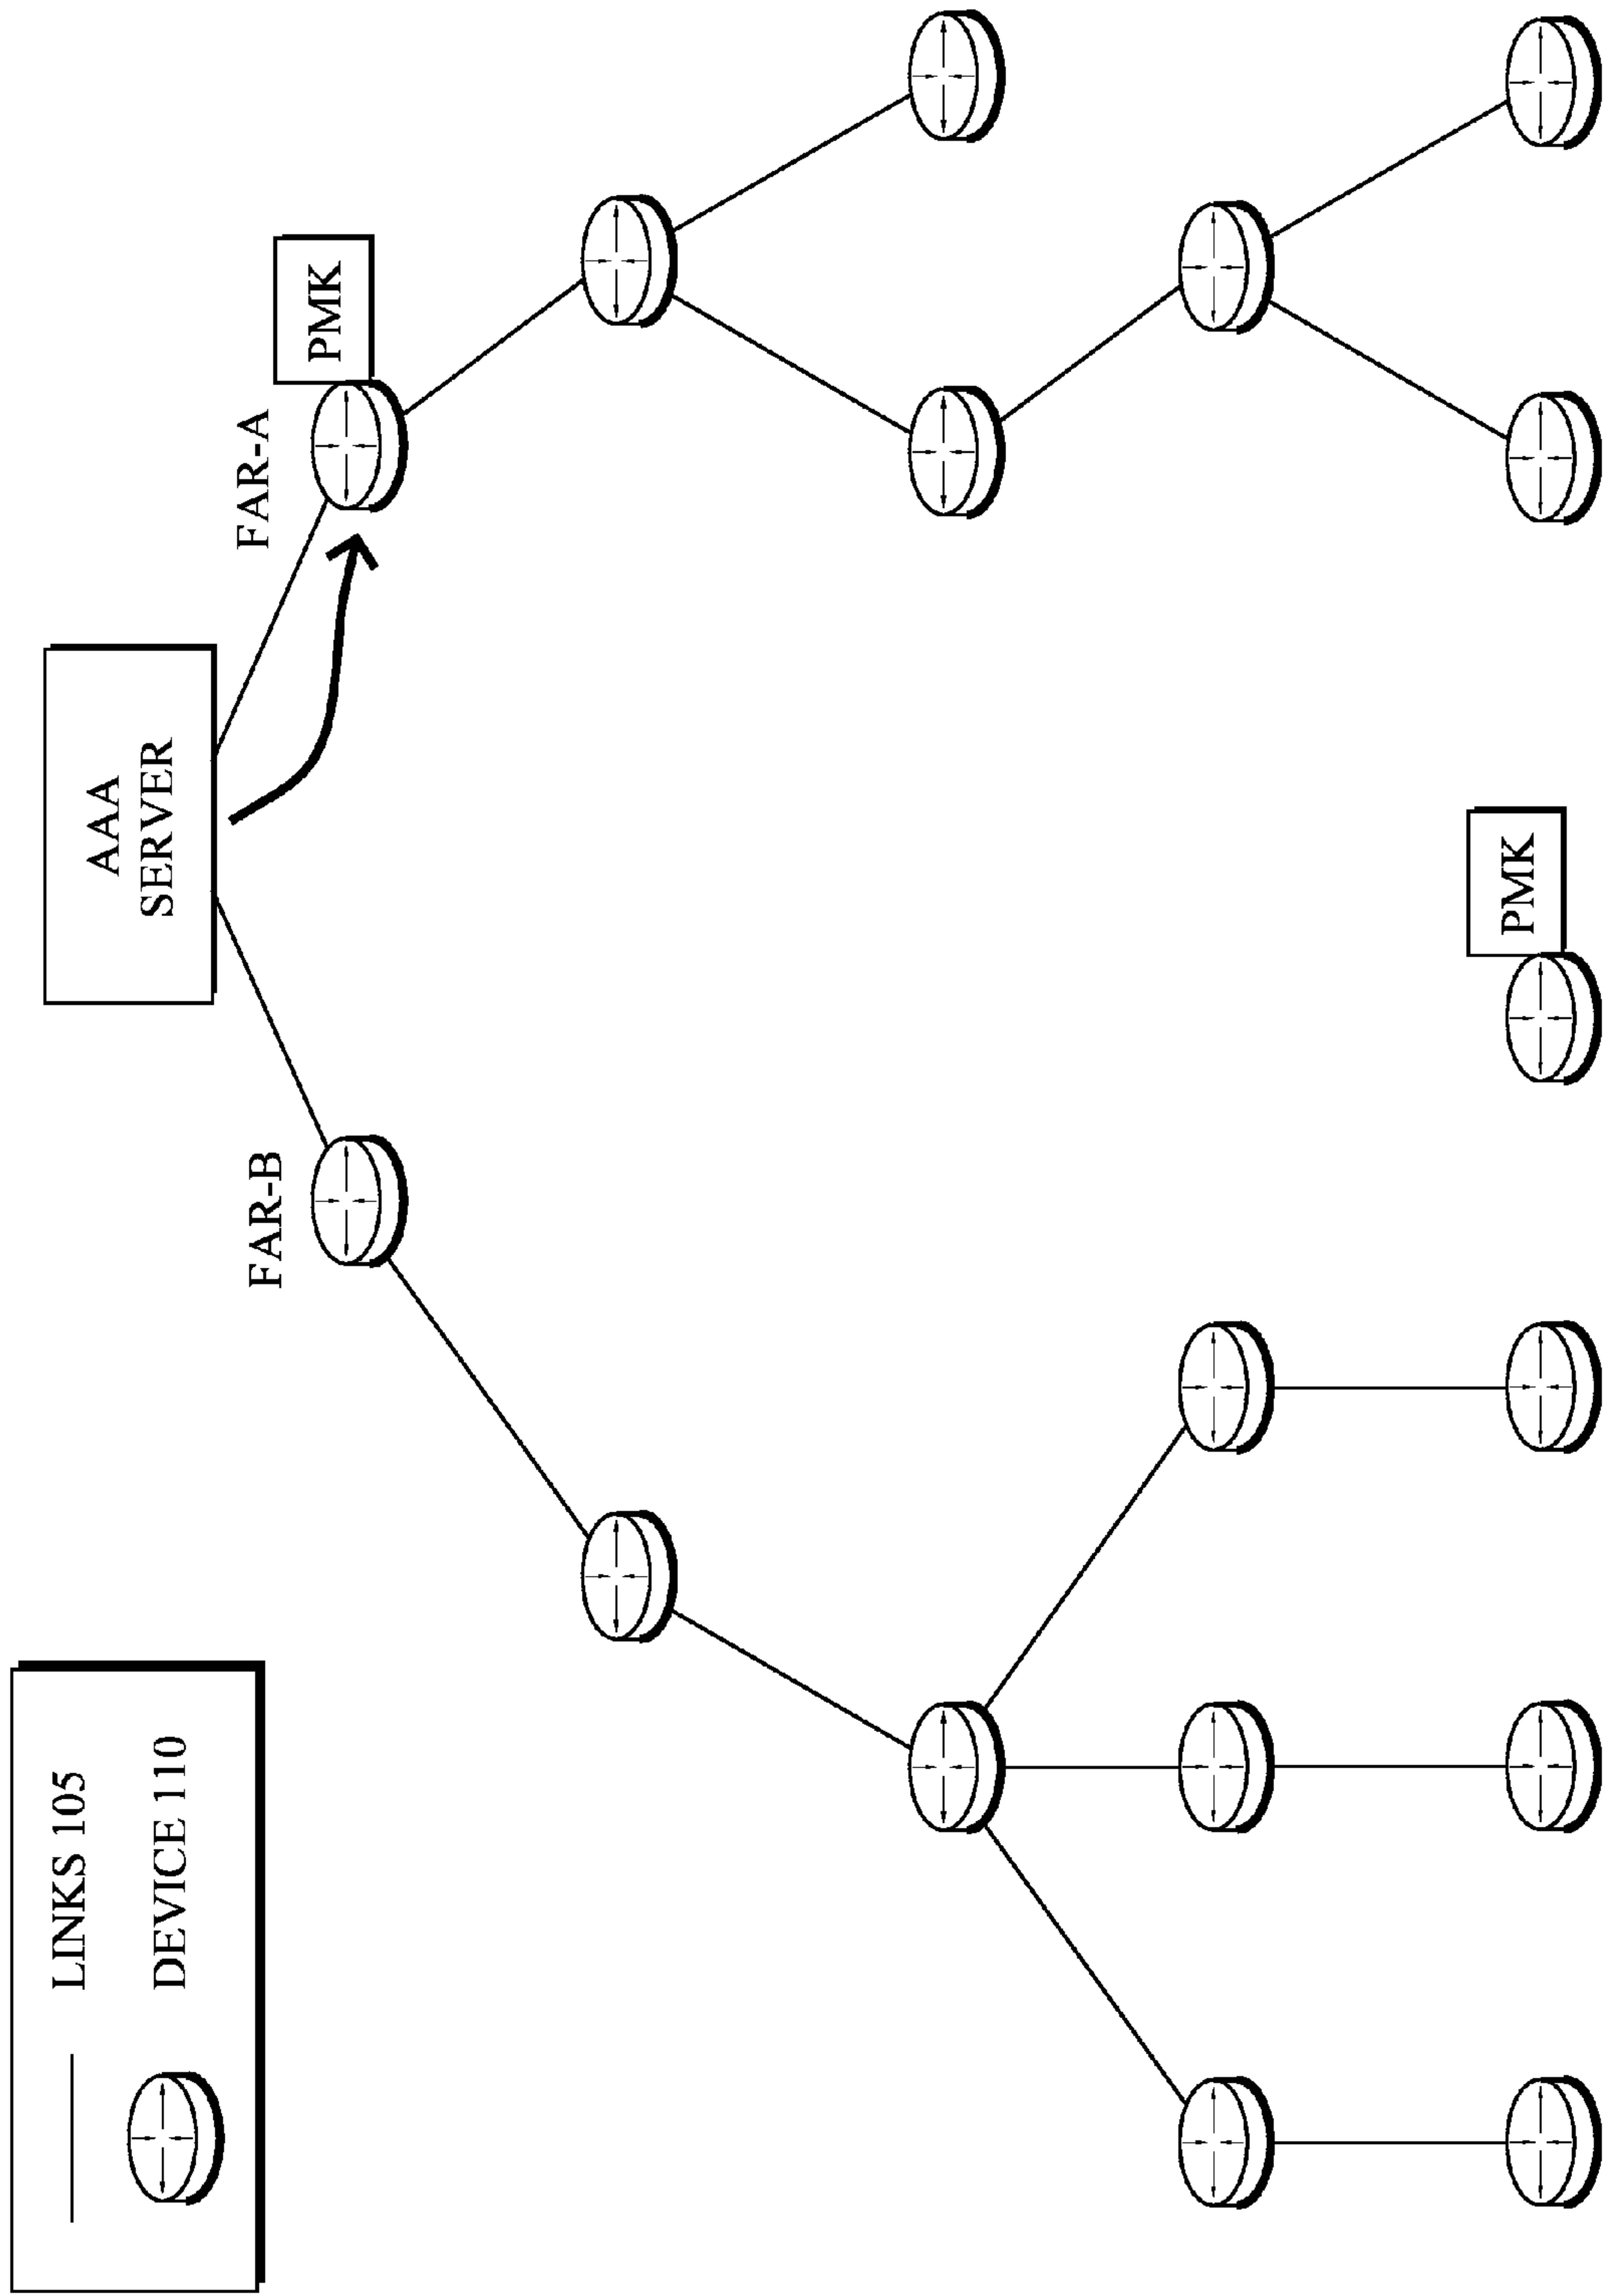 LINKS 105
DEVICE 110
AAA
SERVER
FAR-B
FAR-A
PMK
PMK